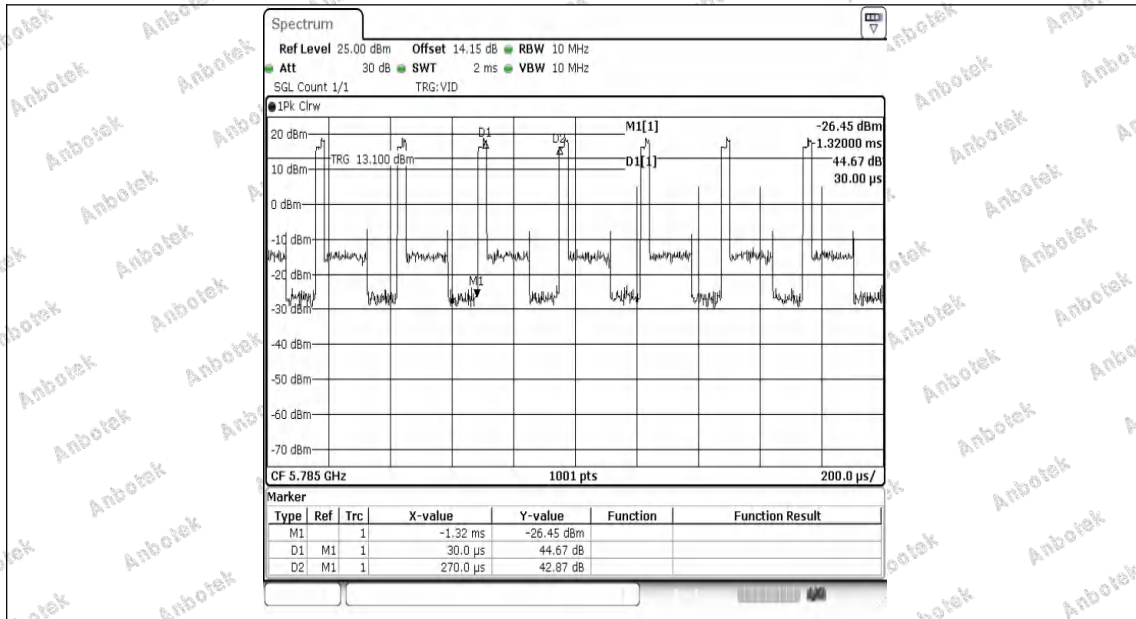 Spectrum
Ref Level 25.00 dBm Offset 14.15 dB RBW 10 MHz
Att 30 dB SWT 2 ms VBW 10 MHz
SGL Count 1/1 TRG:VID
1Pk Clrw
M1[1] -26.45 dBm
-1.32000 ms
D1[1] 44.67 dB
30.00 µs
20 dBm
D1 D2
TRG 13.100 dBm
10 dBm
0 dBm
-10 dBm
-20 dBm
M1
-30 dBm
-40 dBm
-50 dBm
-60 dBm
-70 dBm
CF 5.785 GHz 1001 pts 200.0 µs/
Marker
Type Ref Trc X-value Y-value Function Function Result
M1 1 -1.32 ms -26.45 dBm
D1 M1 1 30.0 µs 44.67 dB
D2 M1 1 270.0 µs 42.87 dB
Anbotek